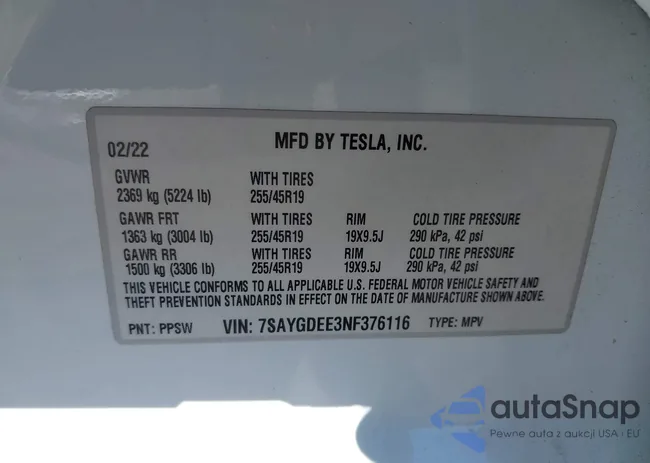 02/22 MFD BY TESLA, INC.
GVWR WITH TIRES
2369 kg (5224 lb) 255/45R19
GAWR FRT WITH TIRES RIM COLD TIRE PRESSURE
1363 kg (3004 lb) 255/45R19 19X9.5J 290 kPa, 42 psi
GAWR RR WITH TIRES RIM COLD TIRE PRESSURE
1500 kg (3306 lb) 255/45R19 19X9.5J 290 kPa, 42 psi
THIS VEHICLE CONFORMS TO ALL APPLICABLE U.S. FEDERAL MOTOR VEHICLE SAFETY AND
THEFT PREVENTION STANDARDS IN EFFECT ON THE DATE OF MANUFACTURE SHOWN ABOVE.
PNT: PPSW VIN: 7SAYGDEE3NF376116 TYPE: MPV
autaSnap
Pewne auta z aukcji USA i EU